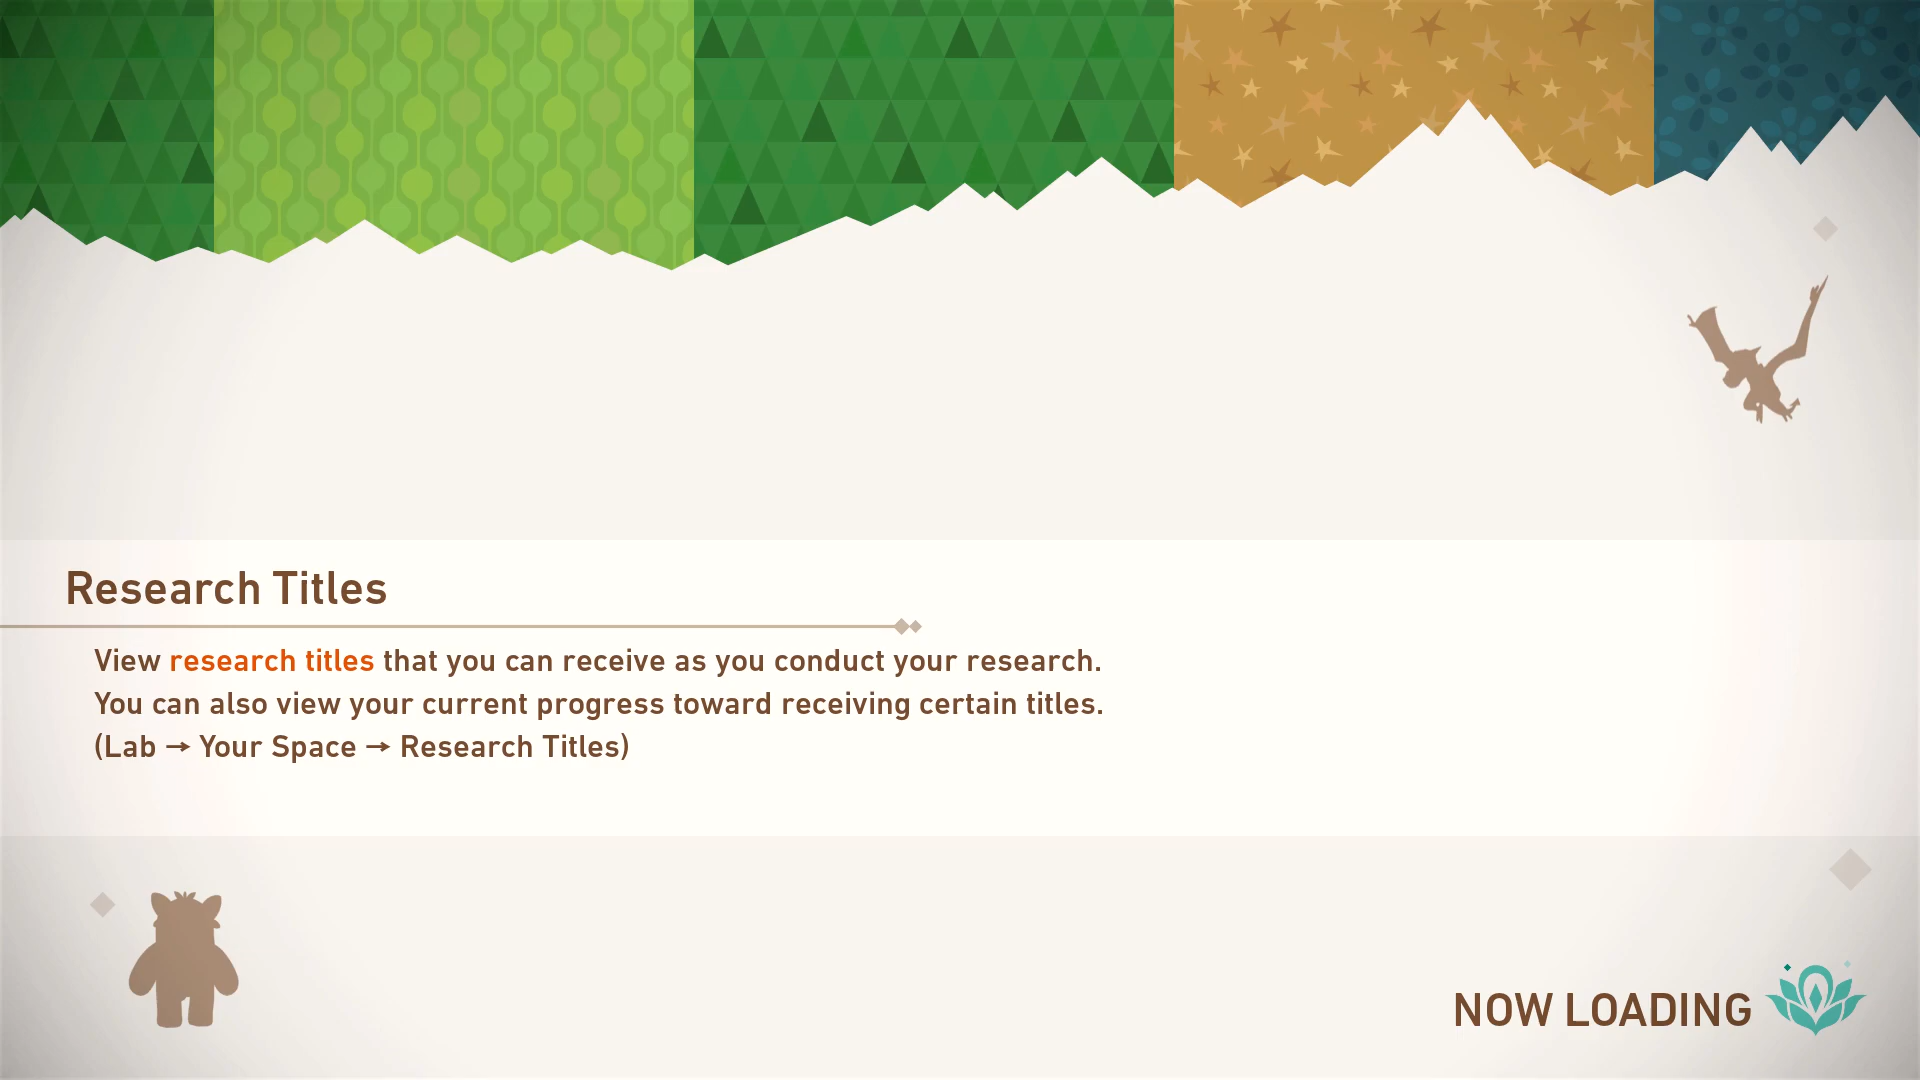 Research Titles
View research titles that you can receive as you conduct your research.
You can also view your current progress toward receiving certain titles.
(Lab → Your Space → Research Titles)
NOW LOADING